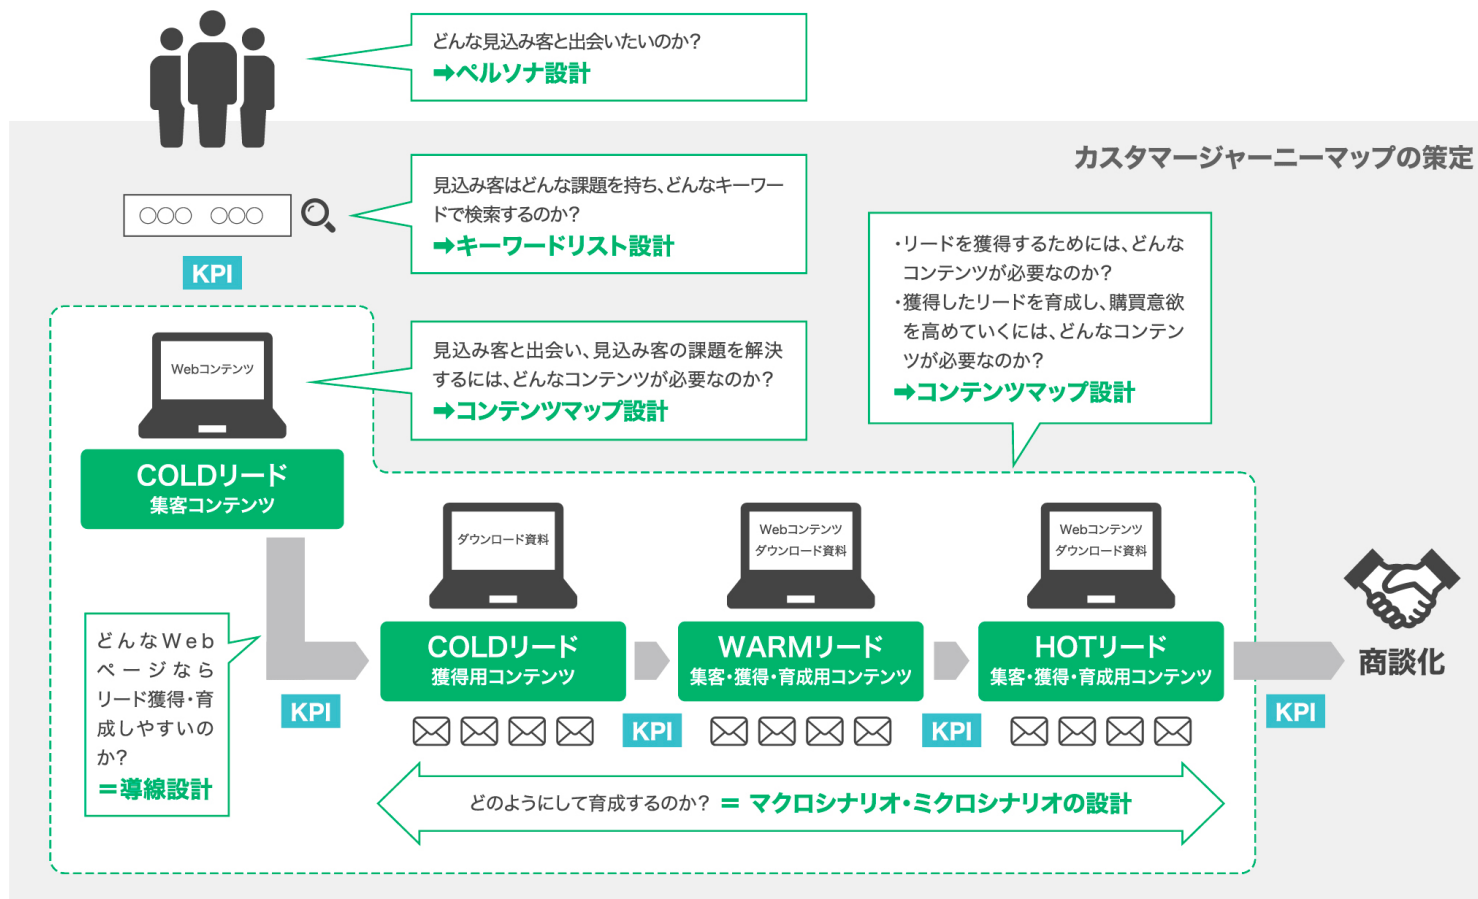 どんな見込み客と出会いたいのか？
➡ペルソナ設計
カスタマージャーニーマップの策定
見込み客はどんな課題を持ち、どんなキーワー
ドで検索するのか？
➡キーワードリスト設計
○○○ ○○○
KPI
・リードを獲得するためには、どんな
コンテンツが必要なのか？
・獲得したリードを育成し、購買意欲
を高めていくには、どんなコンテン
ツが必要なのか？
➡コンテンツマップ設計
Webコンテンツ
見込み客と出会い、見込み客の課題を解決
するには、どんなコンテンツが必要なのか？
➡コンテンツマップ設計
COLDリード
集客コンテンツ
どんなWeb
ページなら
リード獲得・育
成しやすいの
か？
＝導線設計
KPI
ダウンロード資料
COLDリード
獲得用コンテンツ
KPI
Webコンテンツ
ダウンロード資料
WARMリード
集客・獲得・育成用コンテンツ
KPI
Webコンテンツ
ダウンロード資料
HOTリード
集客・獲得・育成用コンテンツ
KPI
商談化
どのようにして育成するのか？ ＝ マクロシナリオ・ミクロシナリオの設計